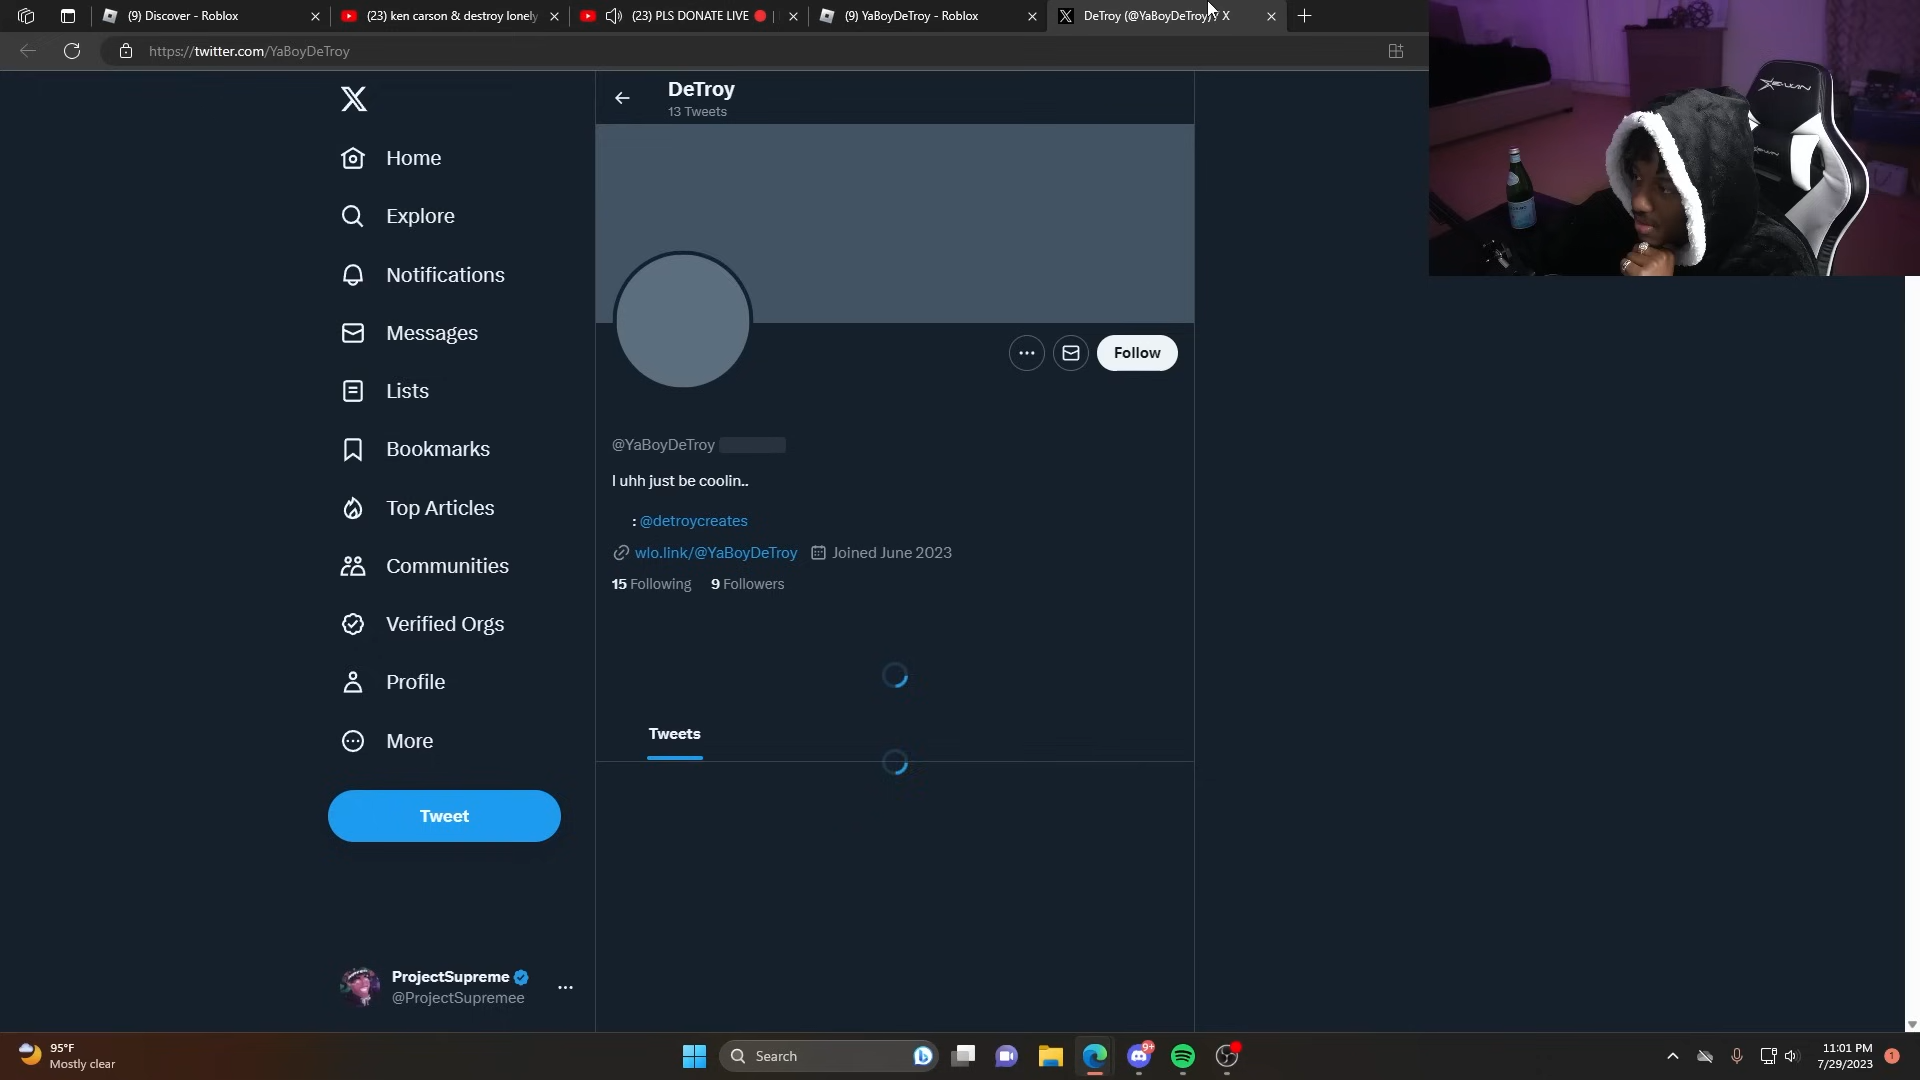 (9) Discover - Roblox
(23) ken carson & destroy lonely
(23) PLS DONATE LIVE
(9) YaBoyDeTroy - Roblox
DeTroy (@YaBoyDeTroy) / X
https://twitter.com/YaBoyDeTroy
DeTroy
13 Tweets
Home
Explore
Notifications
Messages
Lists
Bookmarks
Top Articles
Communities
Verified Orgs
Profile
More
Tweet
ProjectSupreme
@ProjectSupremee
Follow
@YaBoyDeTroy
I uhh just be coolin..
: @detroycreates
wlo.link/@YaBoyDeTroy Joined June 2023
15 Following 9 Followers
Tweets
95°F
Mostly clear
Search
9+
11:01 PM
7/29/2023
1